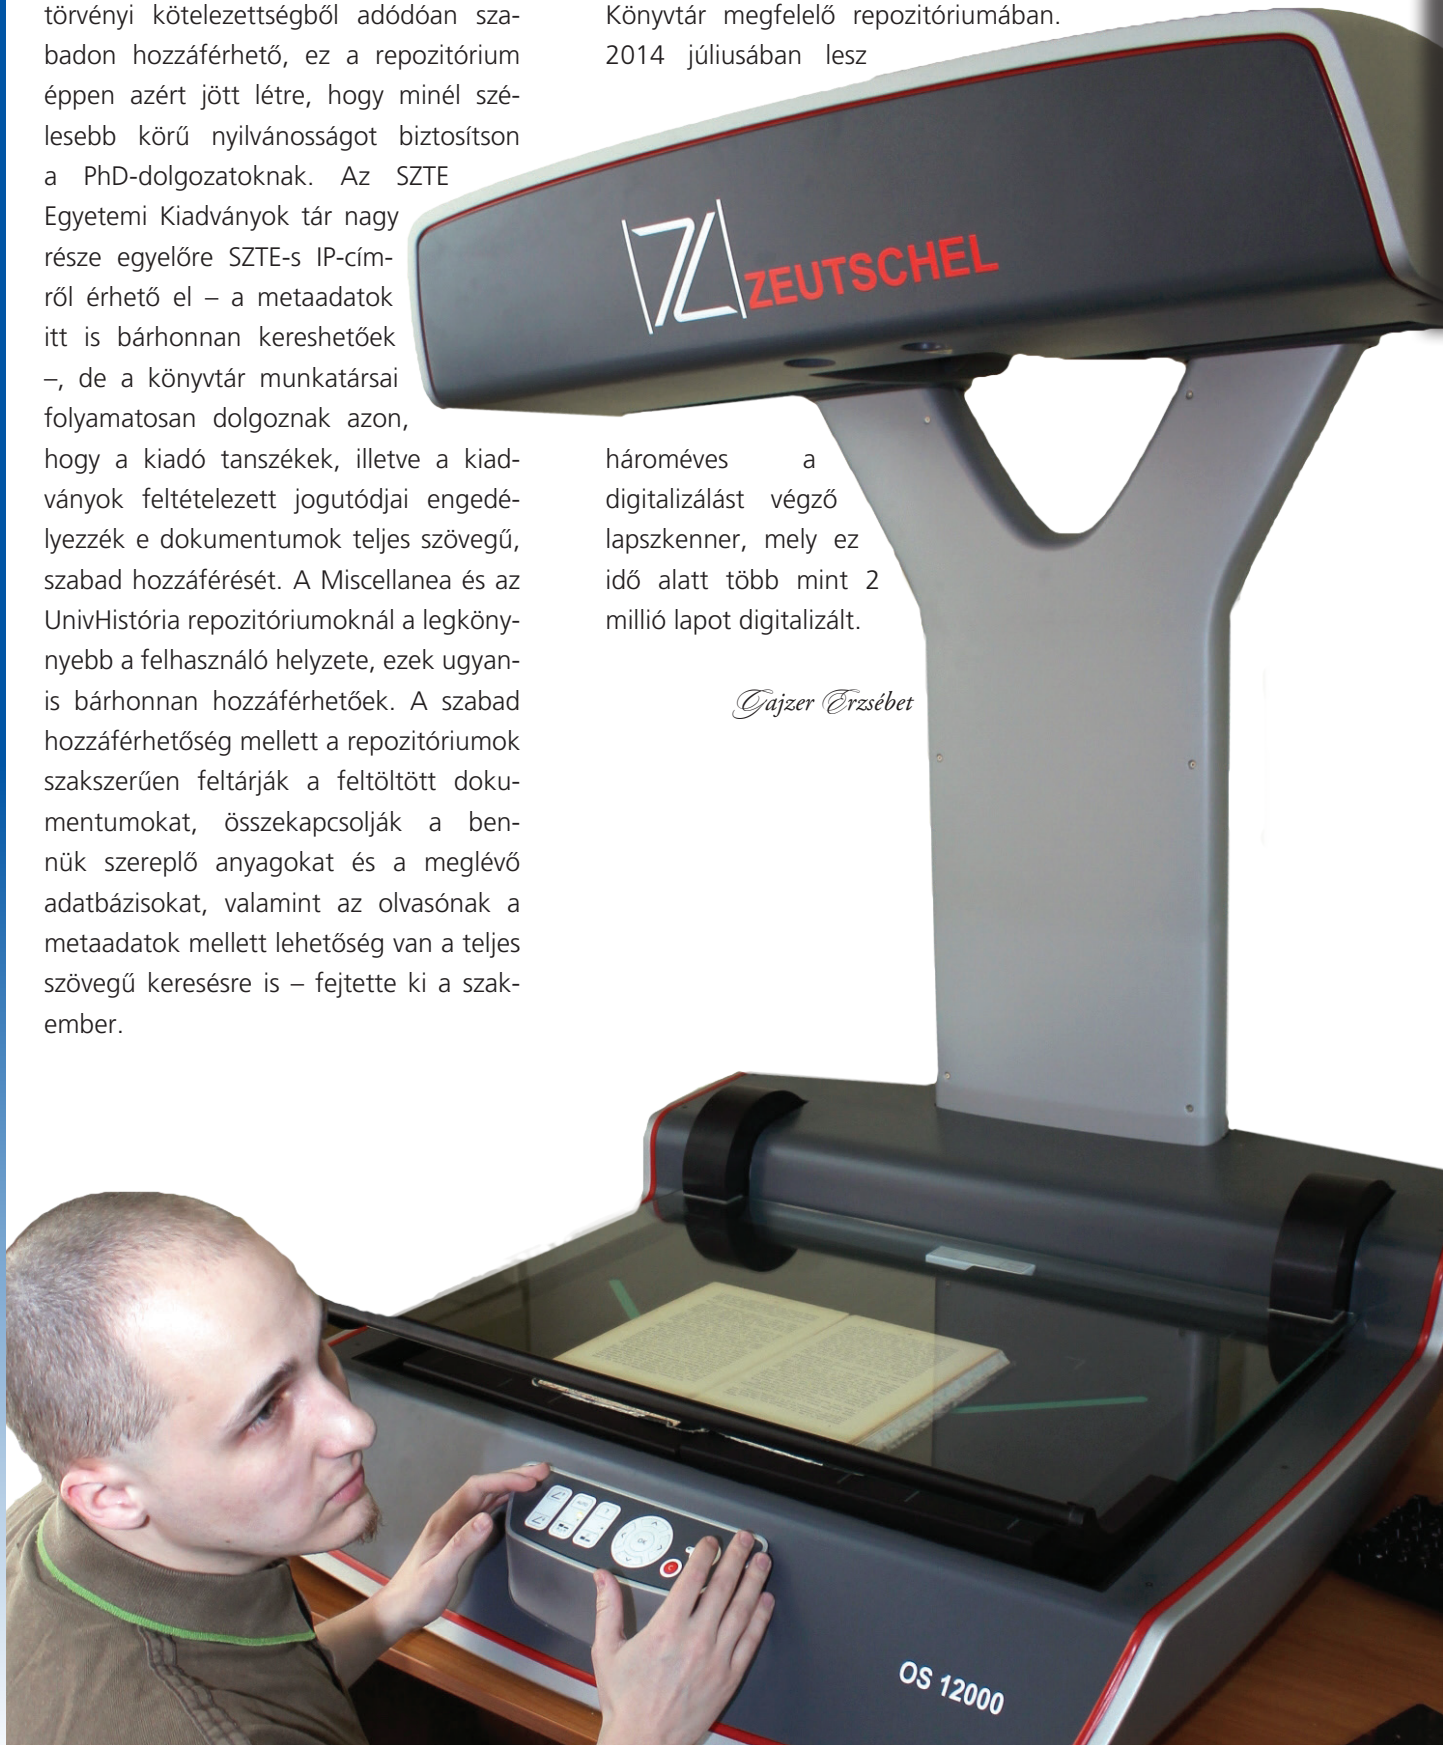 törvényi kötelezettségből adódóan sza-
badon hozzáférhető, ez a repozitórium
éppen azért jött létre, hogy minél szé-
lesebb körű nyilvánosságot biztosítson
a PhD-dolgozatoknak. Az SZTE
Egyetemi Kiadványok tár nagy
része egyelőre SZTE-s IP-cím-
ről érhető el – a metaadatok
itt is bárhonnan kereshetőek
–, de a könyvtár munkatársai
folyamatosan dolgoznak azon,
hogy a kiadó tanszékek, illetve a kiad-
ványok feltételezett jogutódjai engedé-
lyezzék e dokumentumok teljes szövegű,
szabad hozzáférését. A Miscellanea és az
UnivHistória repozitóriumoknál a legköny-
nyebb a felhasználó helyzete, ezek ugyan-
is bárhonnan hozzáférhetőek. A szabad
hozzáférhetőség mellett a repozitóriumok
szakszerűen feltárják a feltöltött doku-
mentumokat, összekapcsolják a ben-
nük szereplő anyagokat és a meglévő
adatbázisokat, valamint az olvasónak a
metaadatok mellett lehetőség van a teljes
szövegű keresésre is – fejtette ki a szak-
ember.
Könyvtár megfelelő repozitóriumában.
2014 júliusában lesz
hároméves a
digitalizálást végző
lapszkenner, mely ez
idő alatt több mint 2
millió lapot digitalizált.
Gajzer Erzsébet
ZEUTSCHEL
AUTO
OK
OS 12000